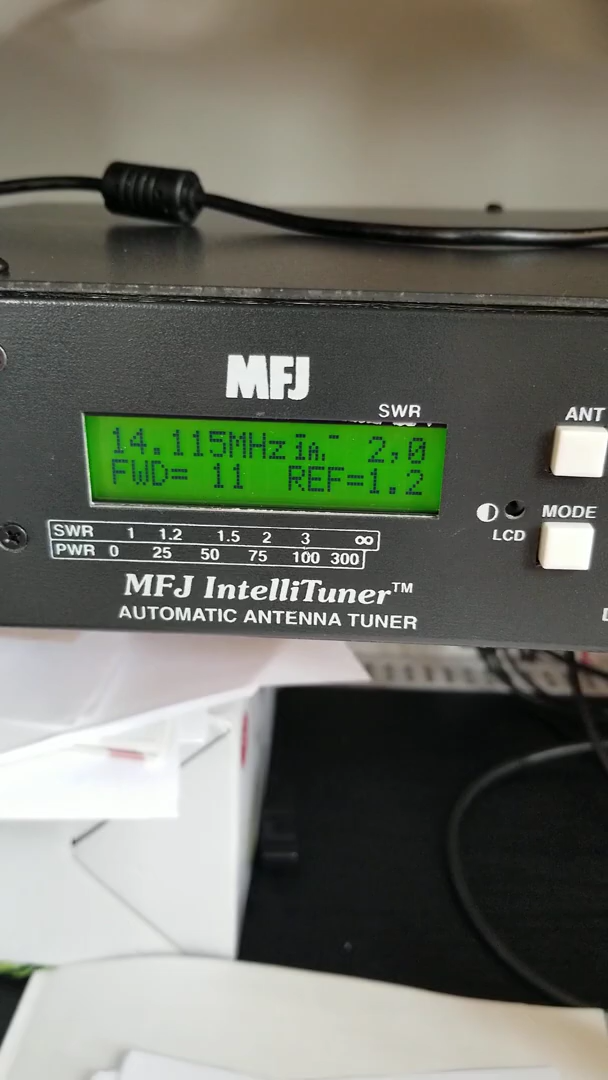 MFJ
SWR
ANT
14.115MHz 2,0
FWD= 11 REF=1.2
MODE
LCD
SWR 1 1.2 1.5 2 3 ∞
PWR 0 25 50 75 100 300
MFJ IntelliTuner™
AUTOMATIC ANTENNA TUNER